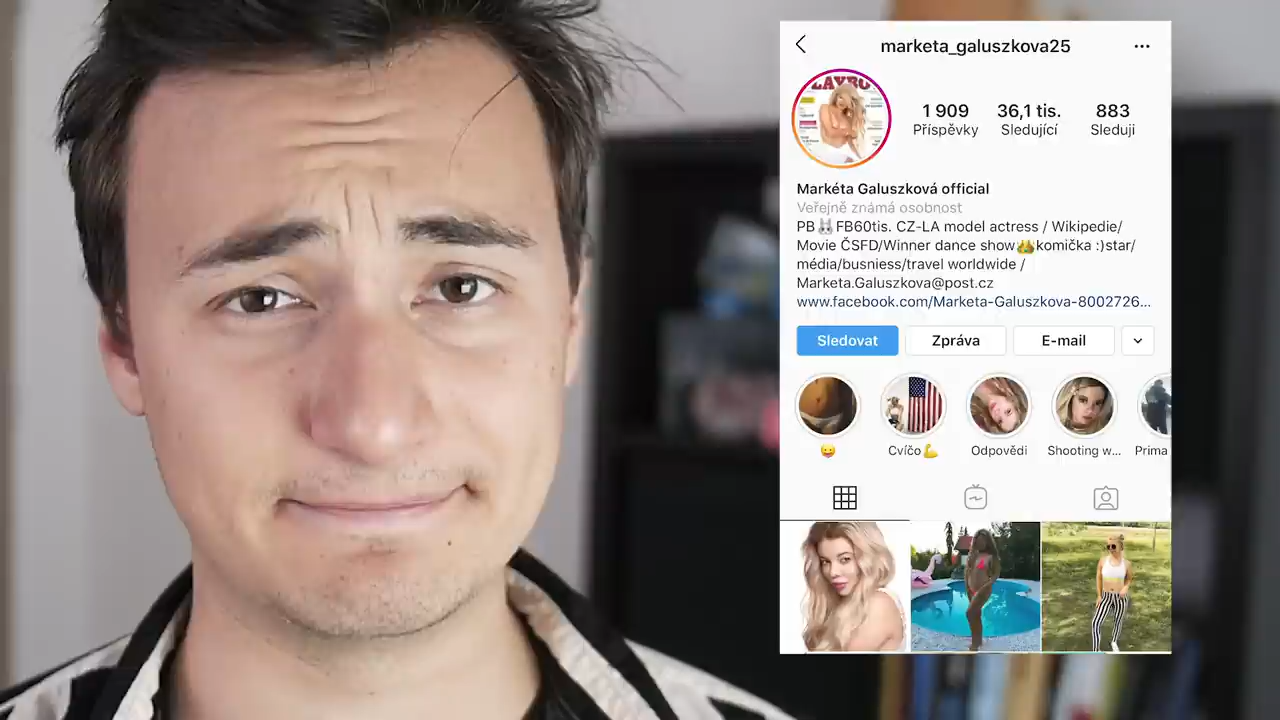 marketa_galuszkova25
PLAYBO
1 909
36,1 tis.
883
Příspěvky
Sledující
Sleduji
Markéta Galuszková official
Veřejně známá osobnost
PB🐰FB60tis. CZ-LA model actress / Wikipedie/
Movie ČSFD/Winner dance show👑komička :)star/
média/busniess/travel worldwide /
Marketa.Galuszkova@post.cz
www.facebook.com/Marketa-Galuszkova-8002726...
Sledovat
Zpráva
E-mail
😛
Cvíčo💪
Odpovědi
Shooting w...
Prima